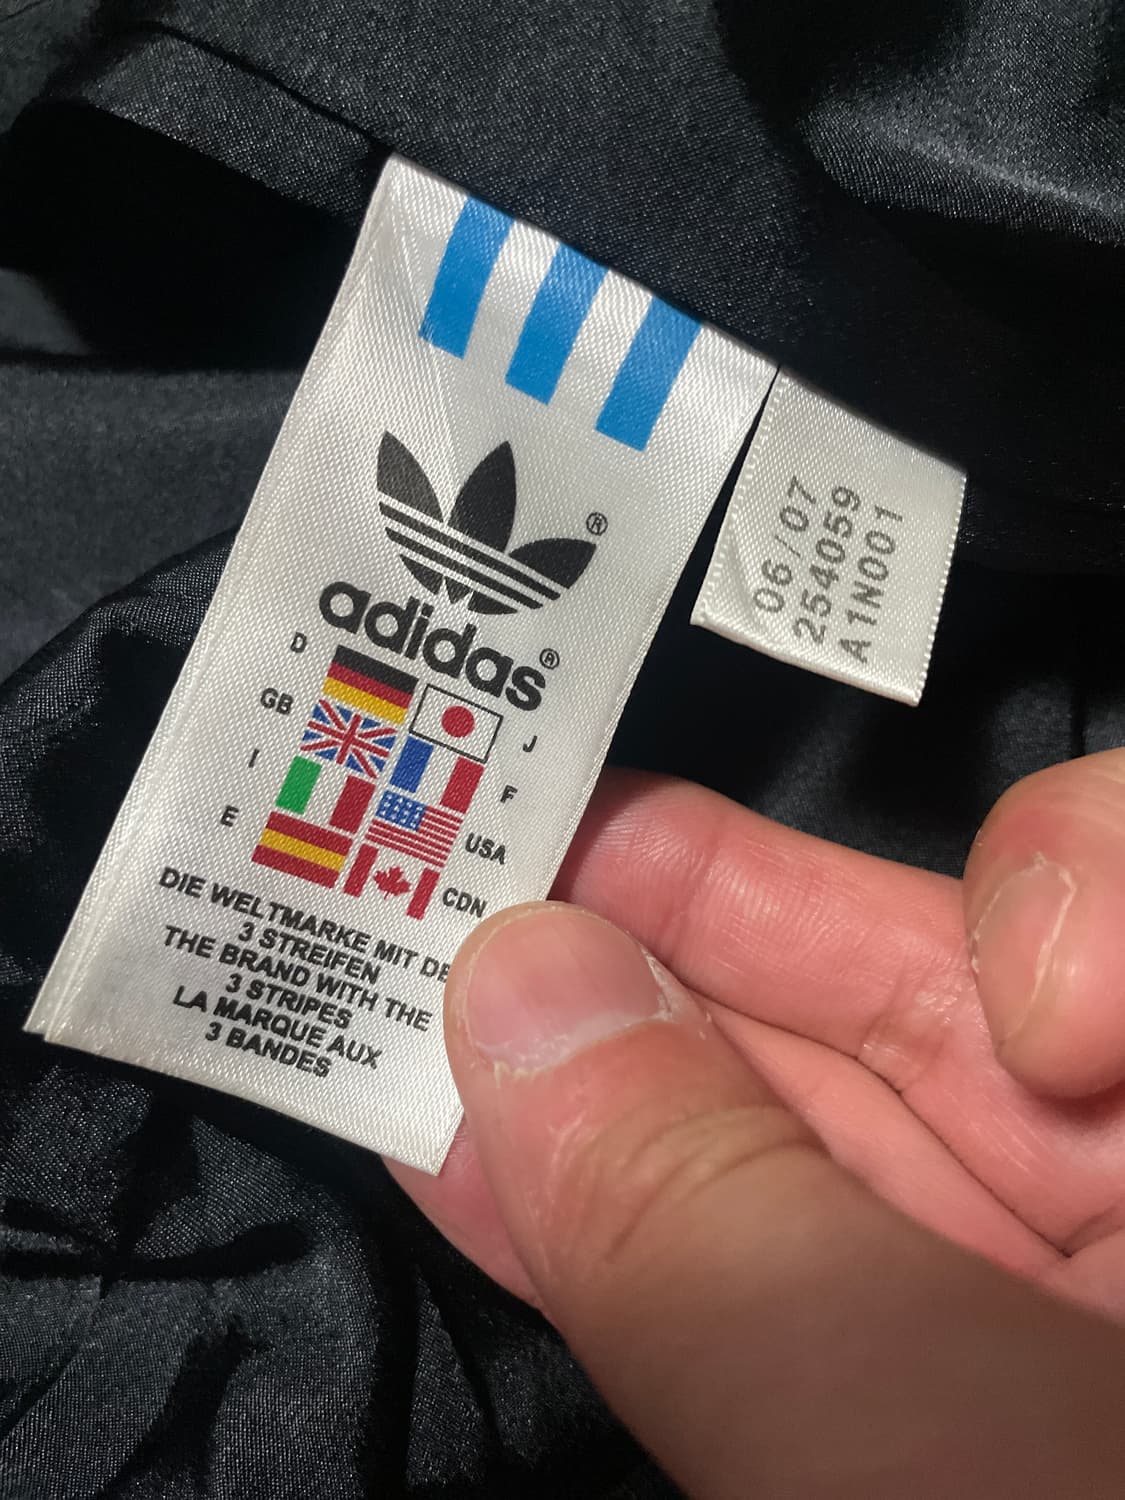 ®
adidas®
D
J
GB
F
I
USA
E
CDN
DIE WELTMARKE MIT
3 STREIFEN
THE BRAND WITH THE
3 STRIPES
LA MARQUE AUX
3 BANDES
06/07
254059
A1N001